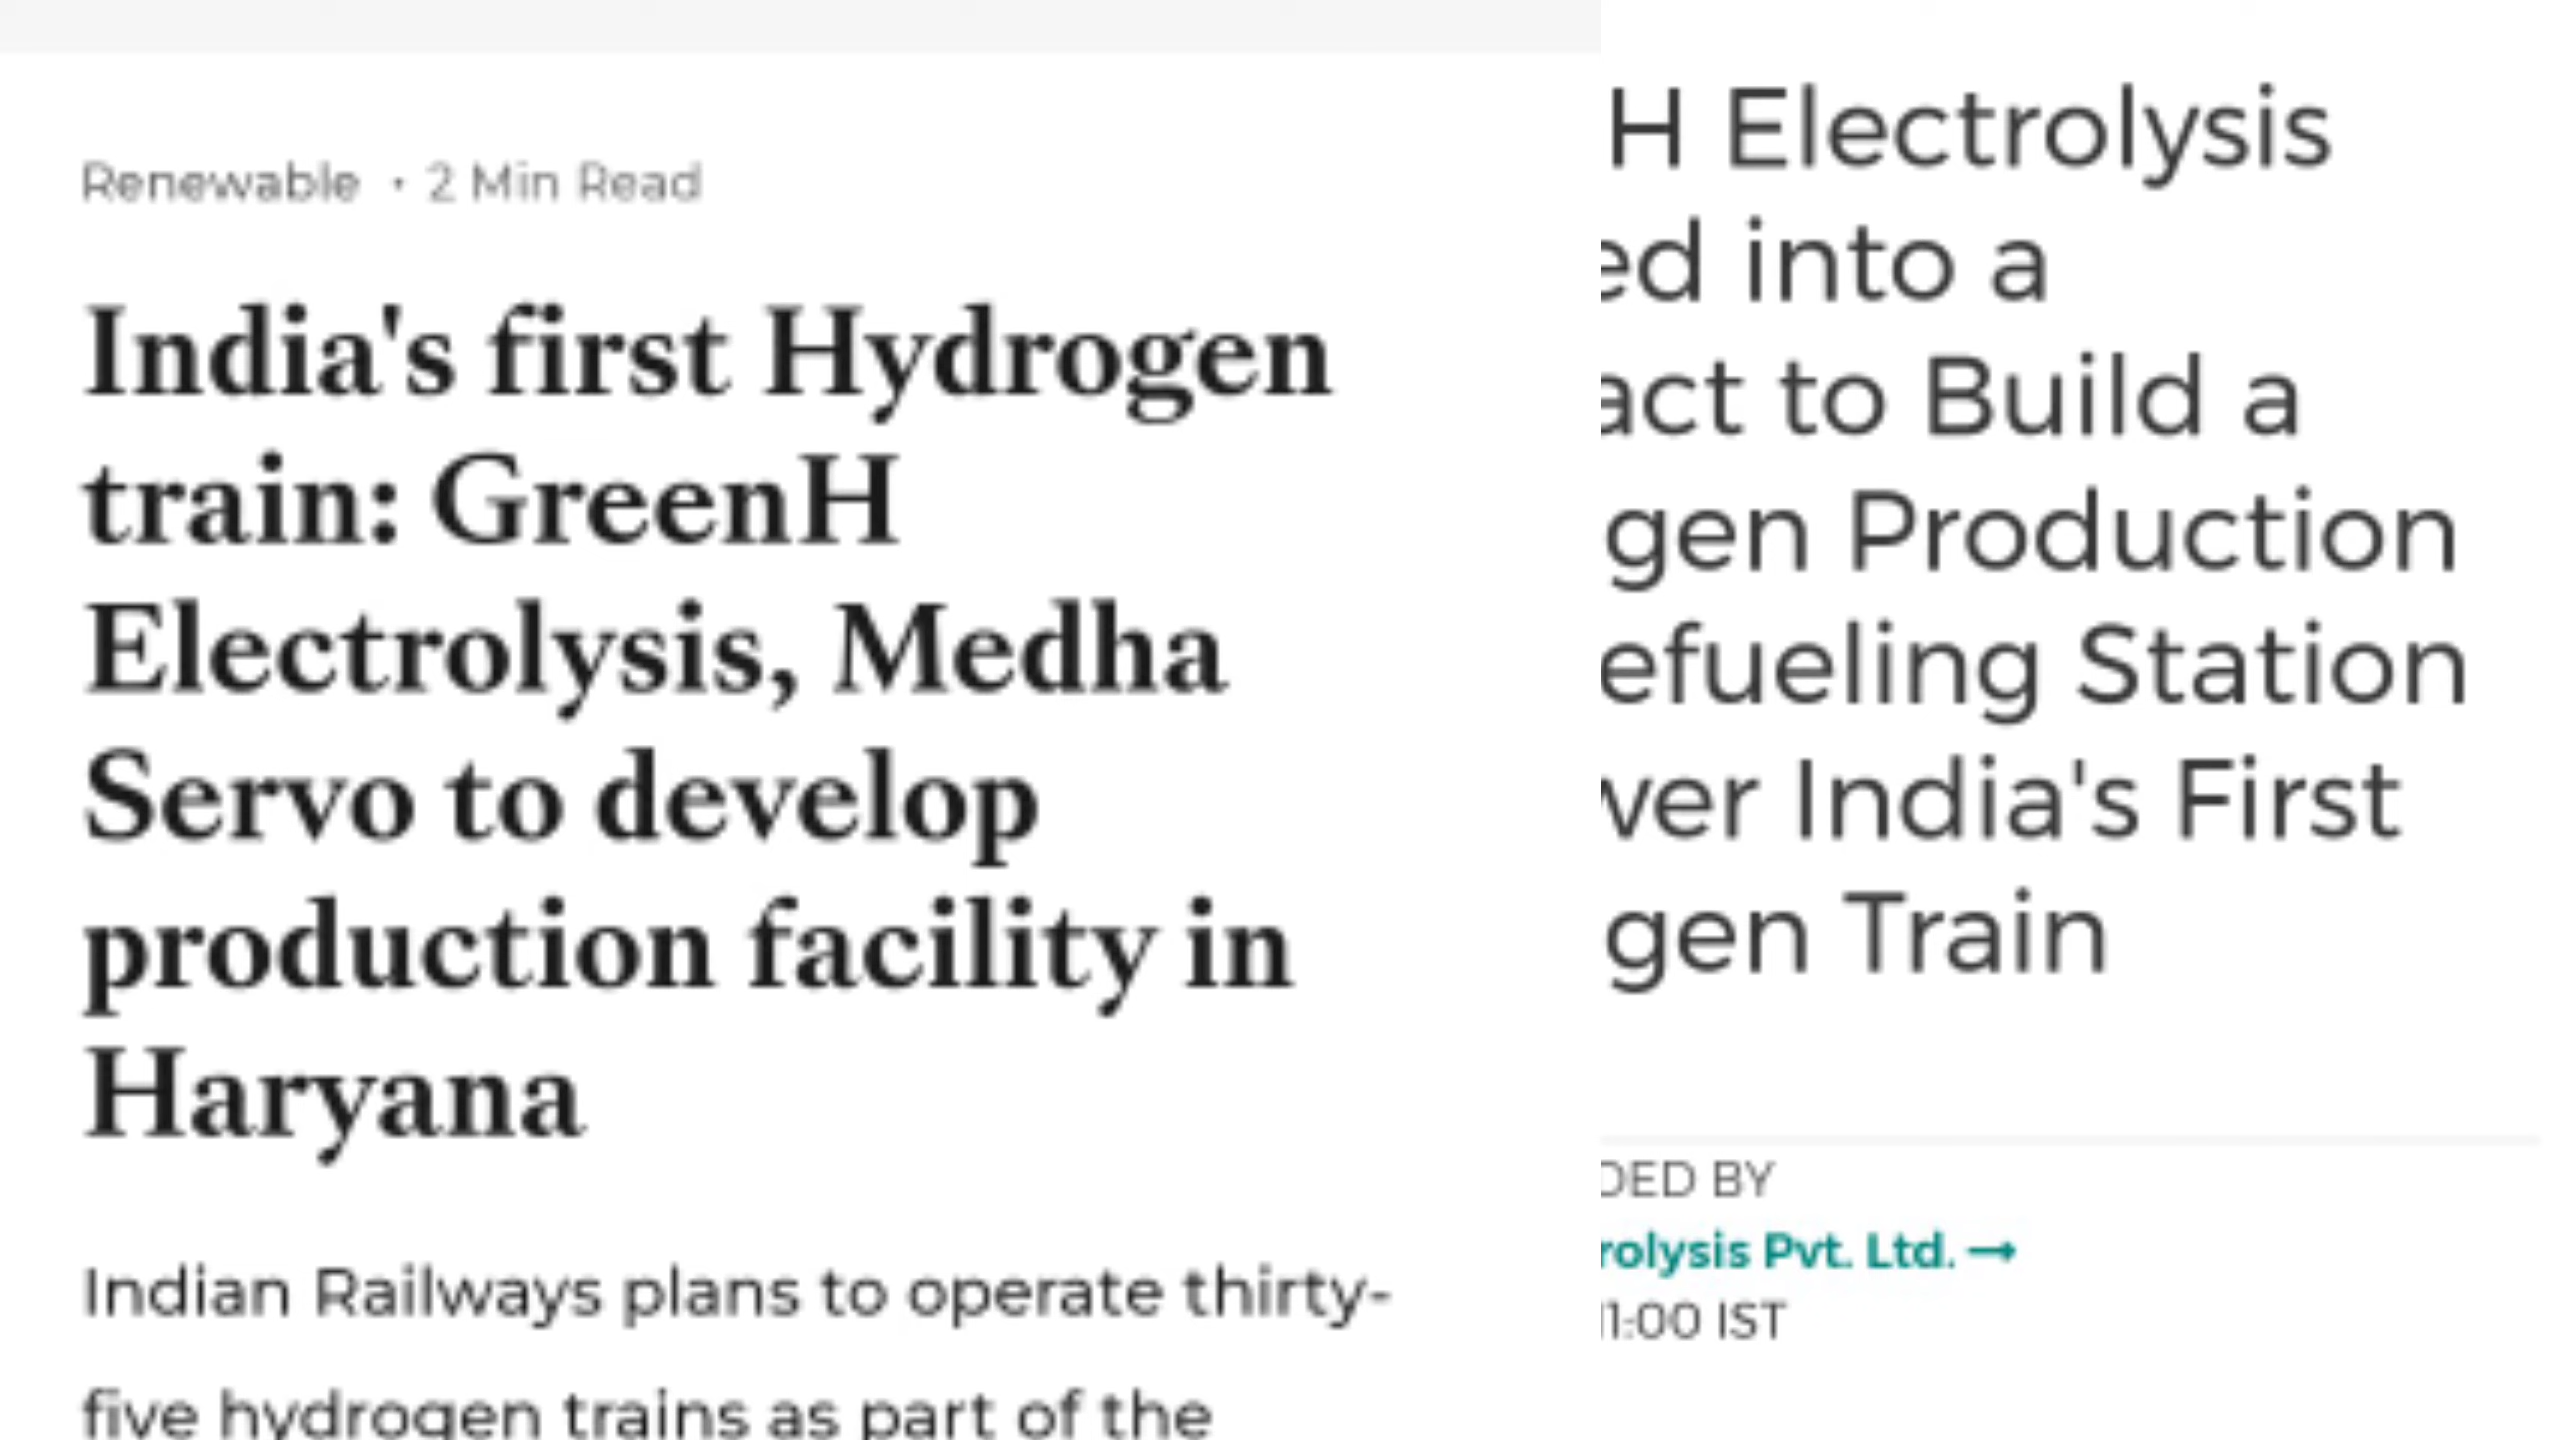 Renewable • 2 Min Read
India's first Hydrogen
train: GreenH
Electrolysis, Medha
Servo to develop
production facility in
Haryana
Indian Railways plans to operate thirty-
five hydrogen trains as part of the
H Electrolysis
ed into a
act to Build a
gen Production
efueling Station
ver India's First
gen Train
DED BY
rolysis Pvt. Ltd. →
11:00 IST